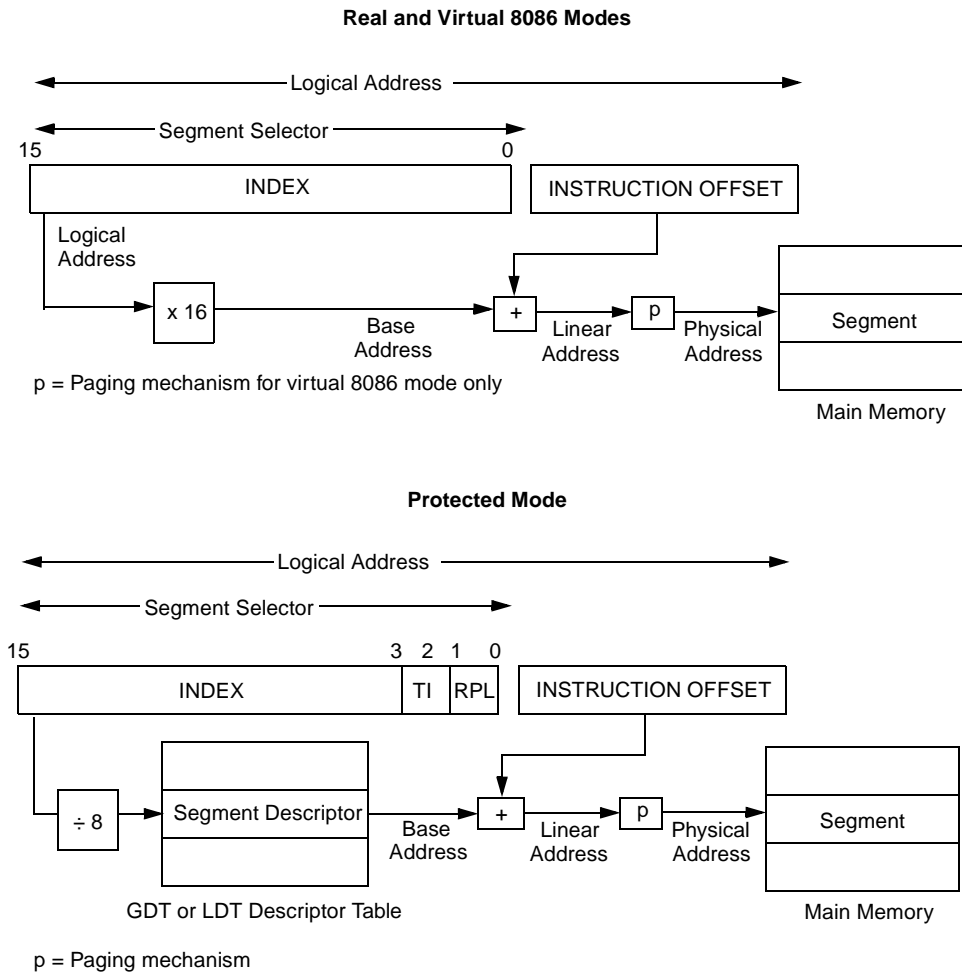 Real and Virtual 8086 Modes
Logical Address
Segment Selector
15 0
INDEX INSTRUCTION OFFSET
Logical
Address
x 16
Base
Address
+
Linear
Address
p
Physical
Address
Segment
Main Memory
p = Paging mechanism for virtual 8086 mode only
Protected Mode
Logical Address
Segment Selector
15 3 2 1 0
INDEX TI RPL INSTRUCTION OFFSET
÷ 8
Segment Descriptor
GDT or LDT Descriptor Table
Base
Address
+
Linear
Address
p
Physical
Address
Segment
Main Memory
p = Paging mechanism